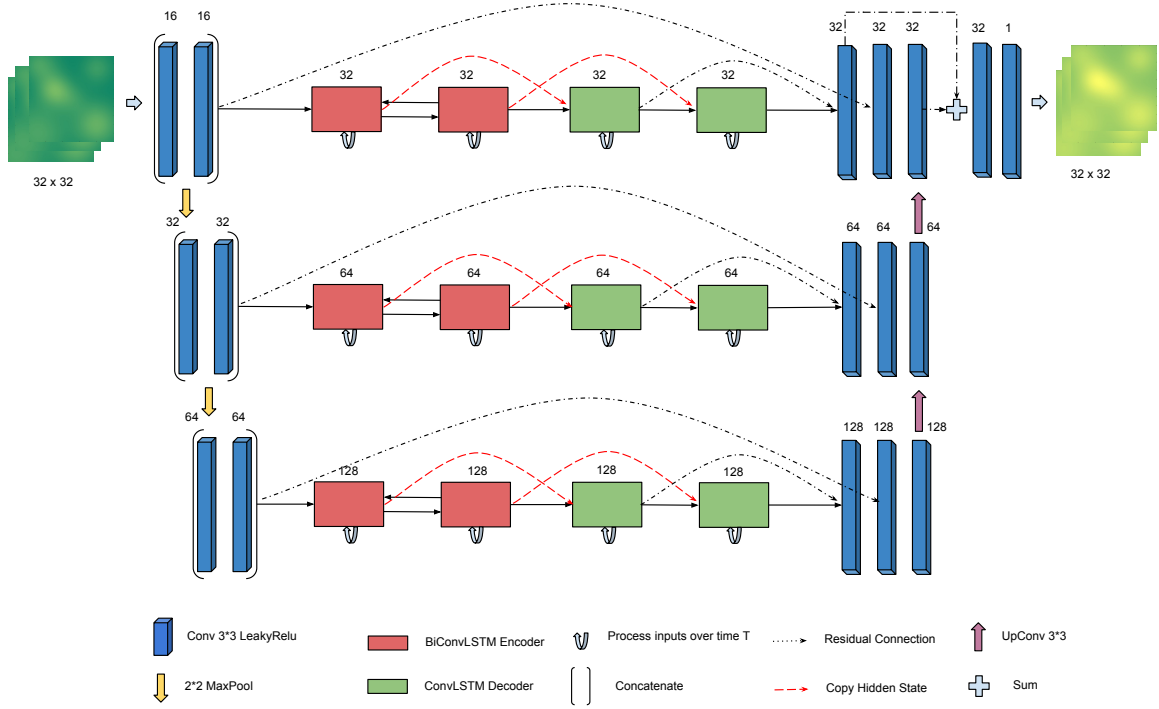 16 16
32 32 32 32
32 32 32
32 1
32 x 32
32 x 32
32 32
64 64 64 64
64 64 64
64 64
128 128 128 128
128 128 128
Conv 3*3 LeakyRelu
BiConvLSTM Encoder
Process inputs over time T
Residual Connection
UpConv 3*3
2*2 MaxPool
ConvLSTM Decoder
Concatenate
Copy Hidden State
Sum